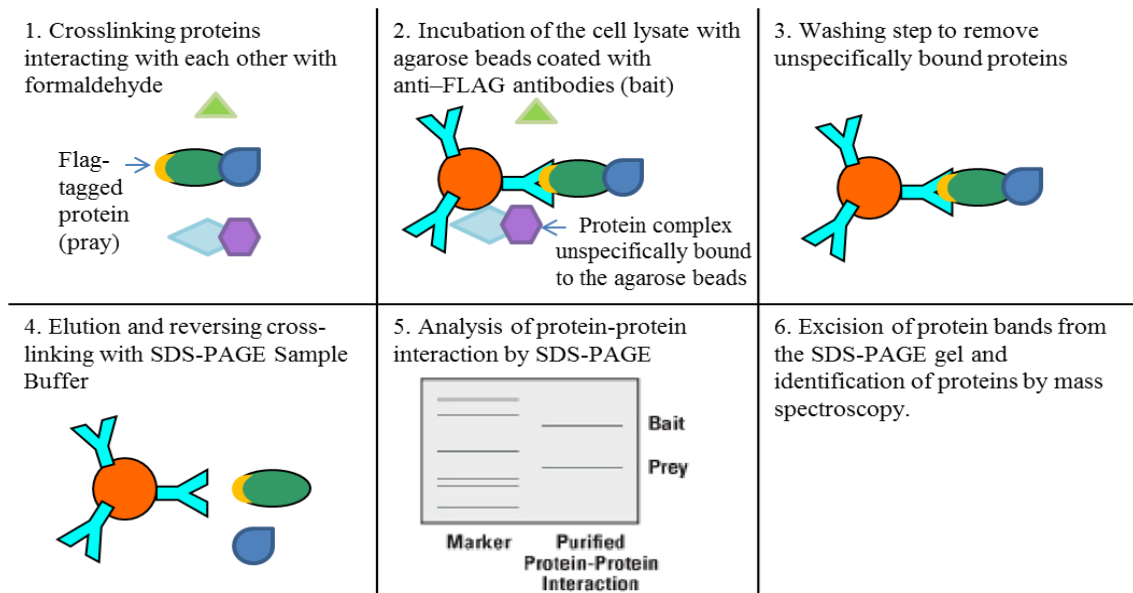 1. Crosslinking proteins
interacting with each other with
formaldehyde
Flag-
tagged
protein
(pray)
2. Incubation of the cell lysate with
agarose beads coated with
anti–FLAG antibodies (bait)
Protein complex
unspecifically bound
to the agarose beads
3. Washing step to remove
unspecifically bound proteins
4. Elution and reversing cross-
linking with SDS-PAGE Sample
Buffer
5. Analysis of protein-protein
interaction by SDS-PAGE
Bait
Prey
Marker
Purified
Protein-Protein
Interaction
6. Excision of protein bands from
the SDS-PAGE gel and
identification of proteins by mass
spectroscopy.